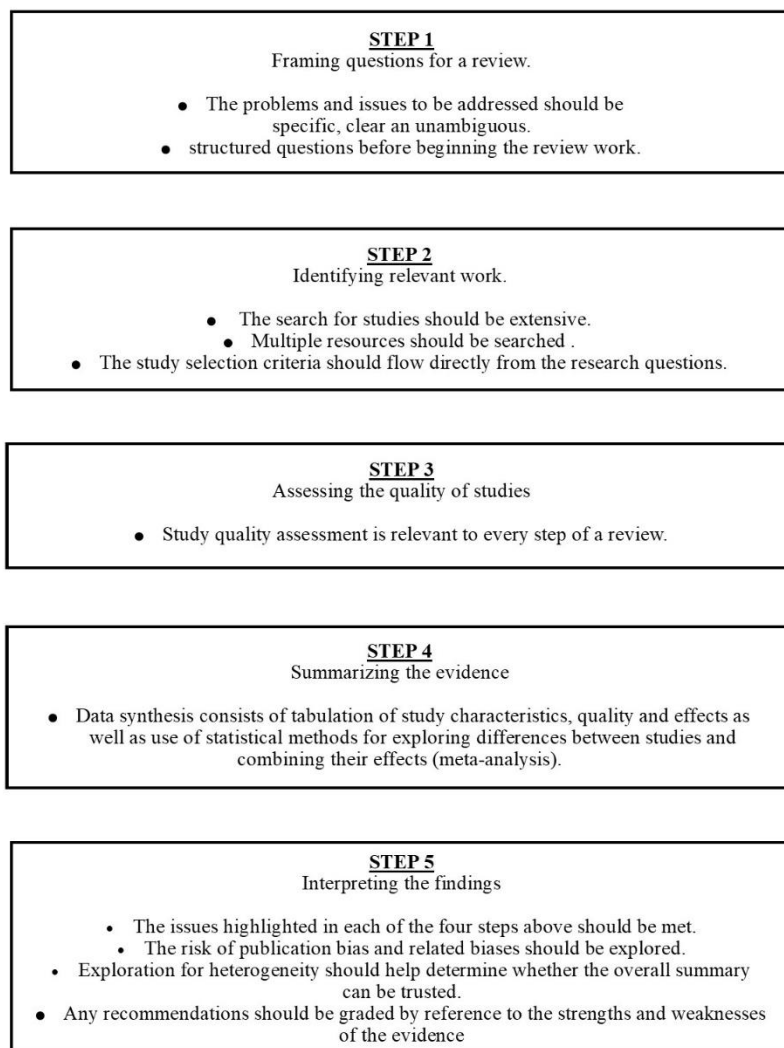 STEP 1
Framing questions for a review.
● The problems and issues to be addressed should be
specific, clear an unambiguous.
● structured questions before beginning the review work.
STEP 2
Identifying relevant work.
● The search for studies should be extensive.
● Multiple resources should be searched .
● The study selection criteria should flow directly from the research questions.
STEP 3
Assessing the quality of studies
● Study quality assessment is relevant to every step of a review.
STEP 4
Summarizing the evidence
● Data synthesis consists of tabulation of study characteristics, quality and effects as
well as use of statistical methods for exploring differences between studies and
combining their effects (meta-analysis).
STEP 5
Interpreting the findings
• The issues highlighted in each of the four steps above should be met.
• The risk of publication bias and related biases should be explored.
• Exploration for heterogeneity should help determine whether the overall summary
can be trusted.
● Any recommendations should be graded by reference to the strengths and weaknesses
of the evidence